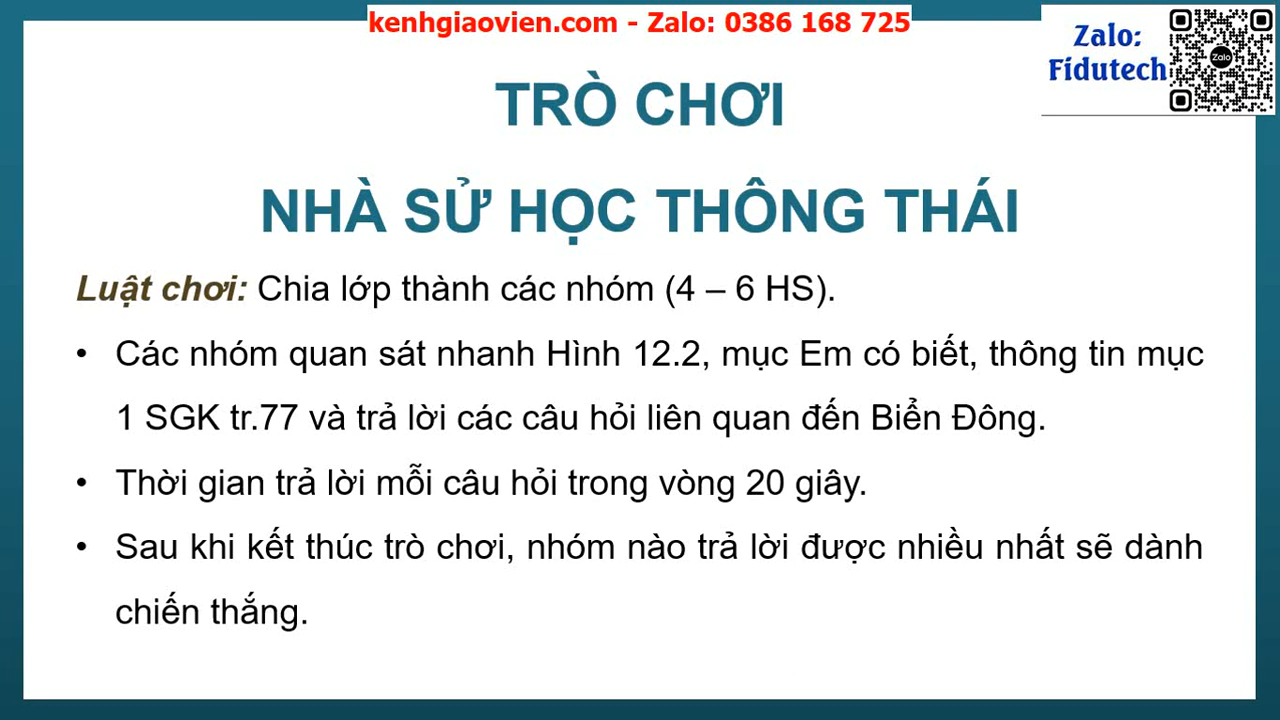 kenhgiaovien.com - Zalo: 0386 168 725
Zalo:
Fidutech
Zalo
TRÒ CHƠI
NHÀ SỬ HỌC THÔNG THÁI
Luật chơi: Chia lớp thành các nhóm (4 – 6 HS).
• Các nhóm quan sát nhanh Hình 12.2, mục Em có biết, thông tin mục
1 SGK tr.77 và trả lời các câu hỏi liên quan đến Biển Đông.
• Thời gian trả lời mỗi câu hỏi trong vòng 20 giây.
• Sau khi kết thúc trò chơi, nhóm nào trả lời được nhiều nhất sẽ dành
chiến thắng.